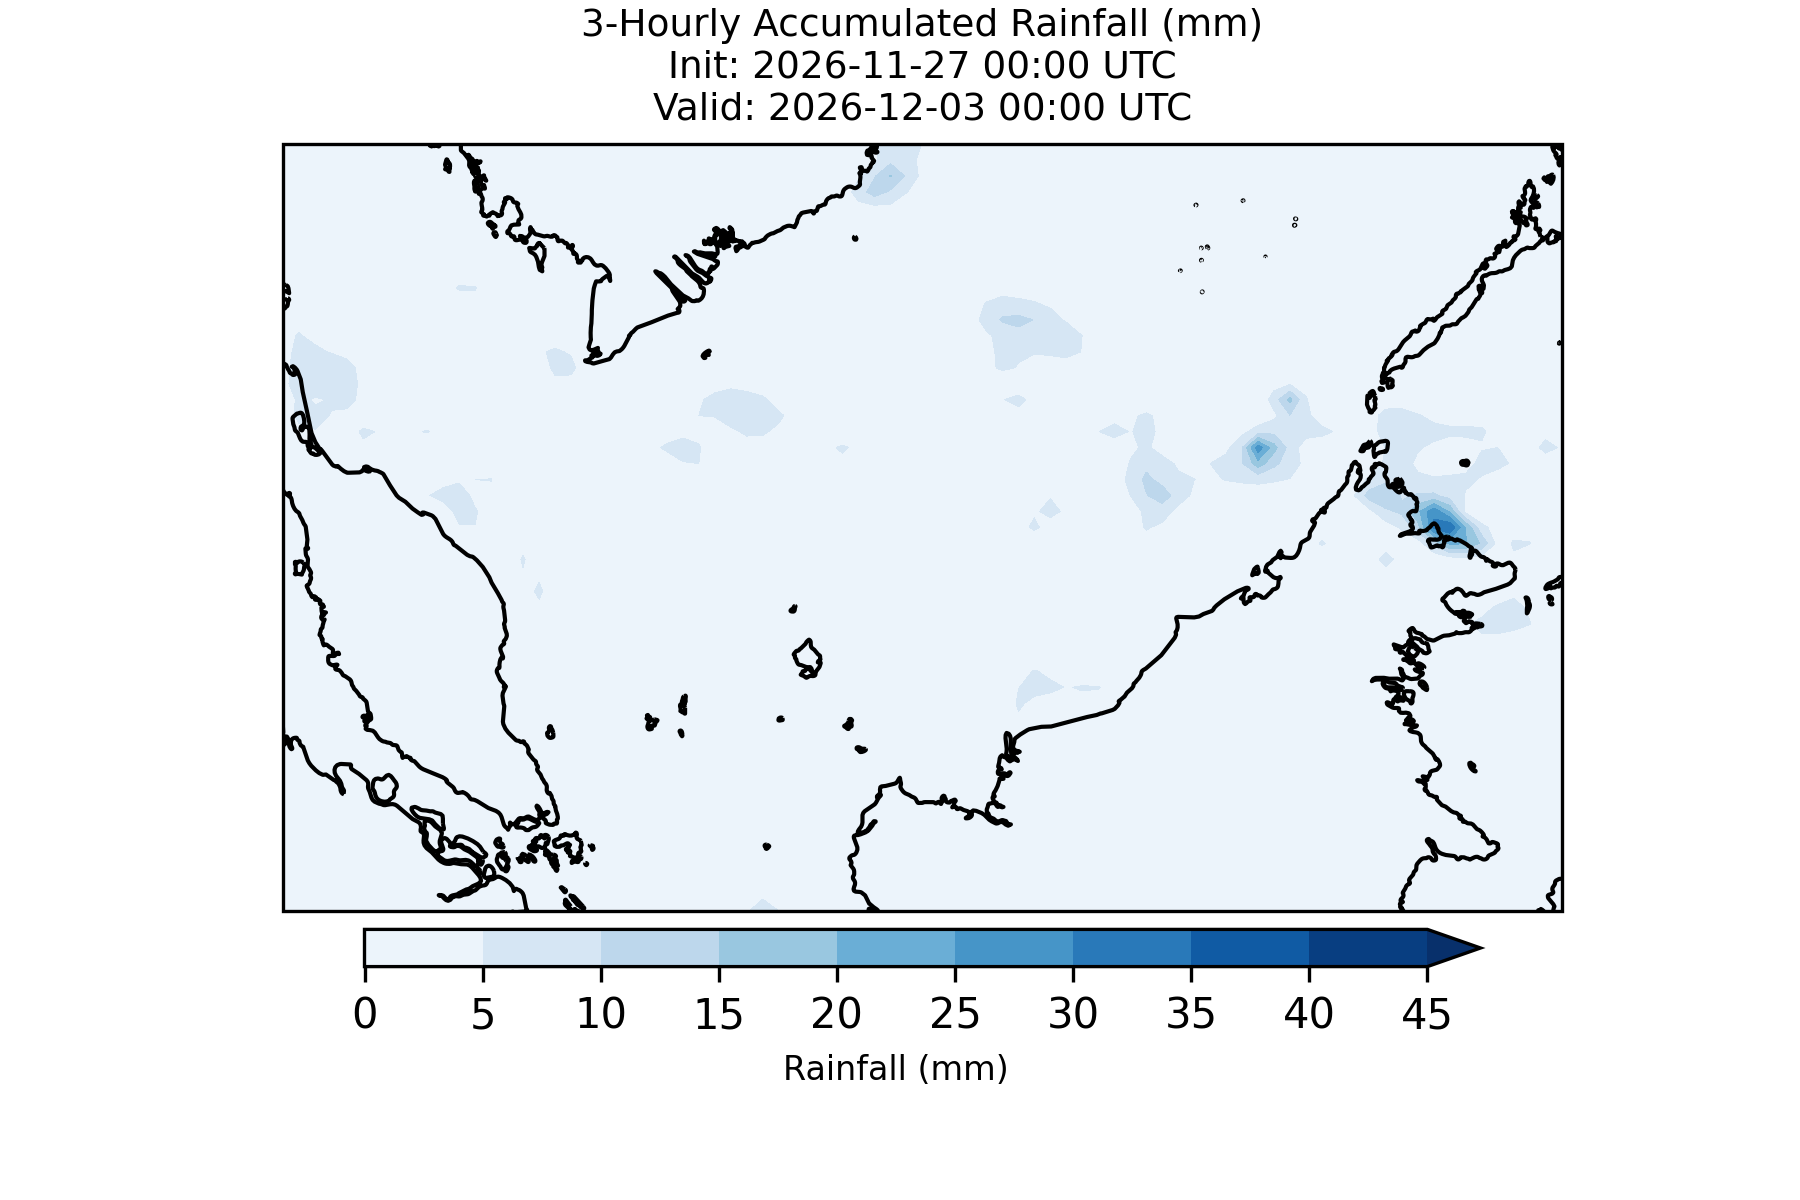 3-Hourly Accumulated Rainfall (mm)
Init: 2026-11-27 00:00 UTC
Valid: 2026-12-03 00:00 UTC
0 5 10 15 20 25 30 35 40 45
Rainfall (mm)